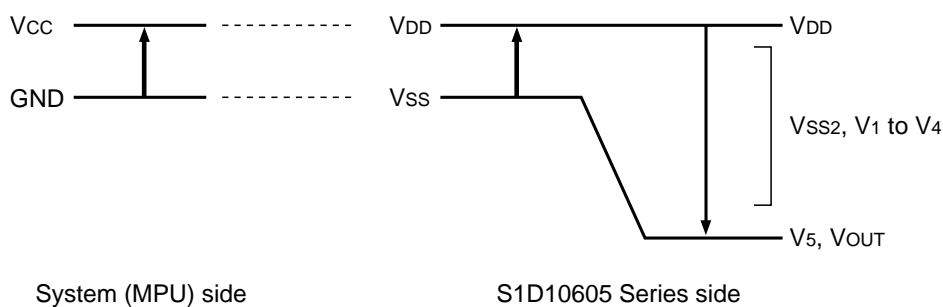 VCC VDD VDD
GND VSS
VSS2, V1 to V4
V5, VOUT
System (MPU) side S1D10605 Series side